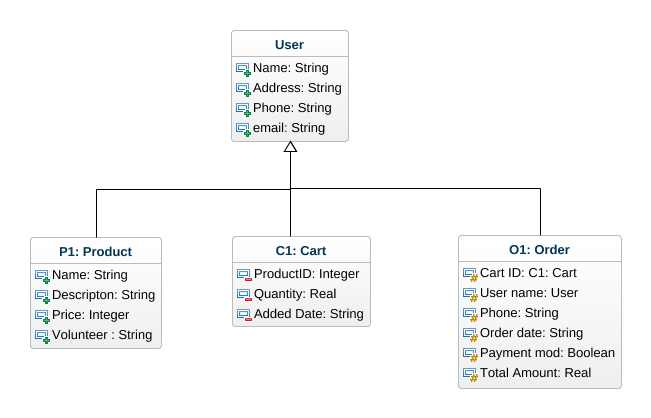 User
Name: String
Address: String
Phone: String
email: String
P1: Product
Name: String
Descripton: String
Price: Integer
Volunteer : String
C1: Cart
ProductID: Integer
Quantity: Real
Added Date: String
O1: Order
Cart ID: C1: Cart
User name: User
Phone: String
Order date: String
Payment mod: Boolean
Total Amount: Real